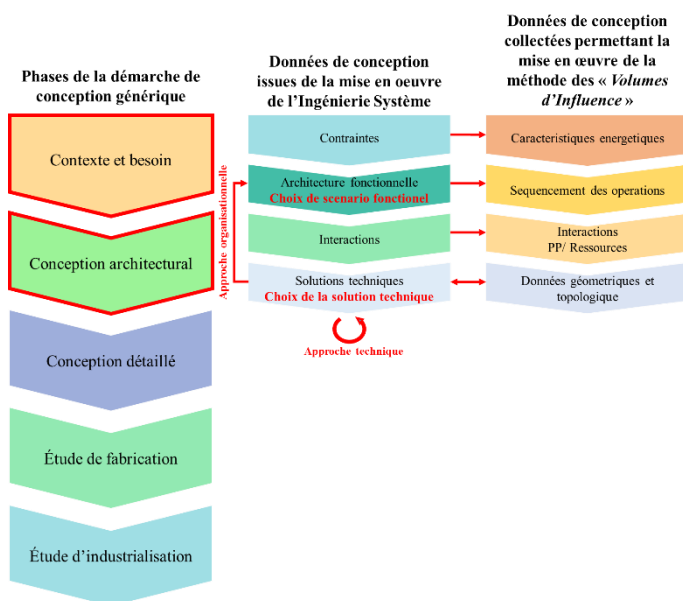 Phases de la démarche de
conception générique
Contexte et besoin
Conception architectural
Conception détaillé
Étude de fabrication
Étude d'industrialisation
Données de conception
issues de la mise en oeuvre
de l'Ingénierie Système
Contraintes
Architecture fonctionnelle
Choix de scenario fonctionel
Interactions
Solutions techniques
Choix de la solution technique
Approche organisationnelle
Approche technique
Données de conception
collectées permettant la
mise en œuvre de la
méthode des « Volumes
d'Influence »
Caracteristiques energetiques
Sequencement des operations
Interactions
PP/ Ressources
Données géometriques et
topologique